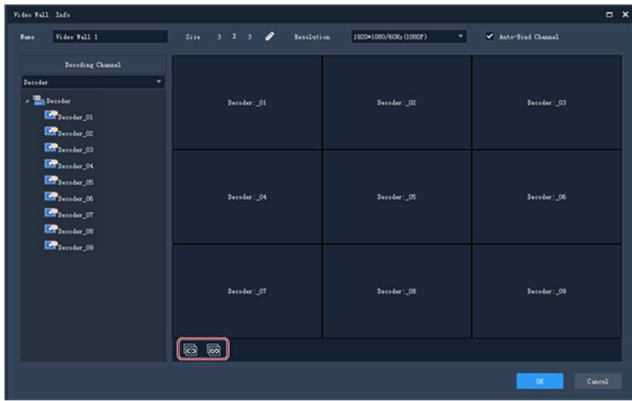 Video Wall Info
Name Video Wall 1 Size 3 X 3 Resolution 1920*1080/60Hz(1080P) Auto-Bind Channel
Decoding Channel
Decoder
Decoder
Decoder_01
Decoder_02
Decoder_03
Decoder_04
Decoder_05
Decoder_06
Decoder_07
Decoder_08
Decoder_09
Decoder:_01 Decoder:_02 Decoder:_03
Decoder:_04 Decoder:_05 Decoder:_06
Decoder:_07 Decoder:_08 Decoder:_09
OK Cancel